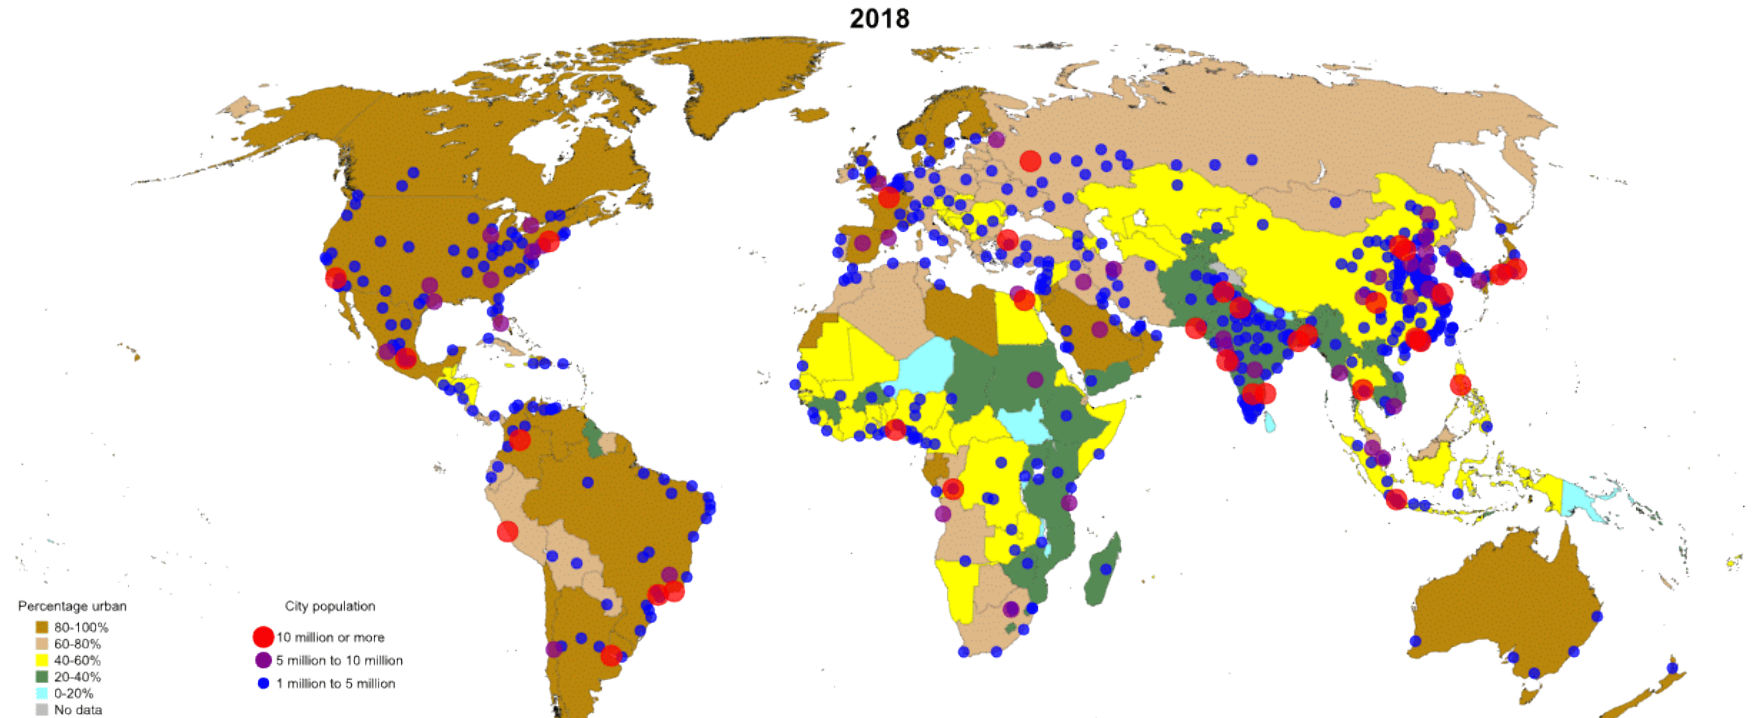 2018
Percentage urban
80-100%
60-80%
40-60%
20-40%
0-20%
No data
City population
10 million or more
5 million to 10 million
1 million to 5 million